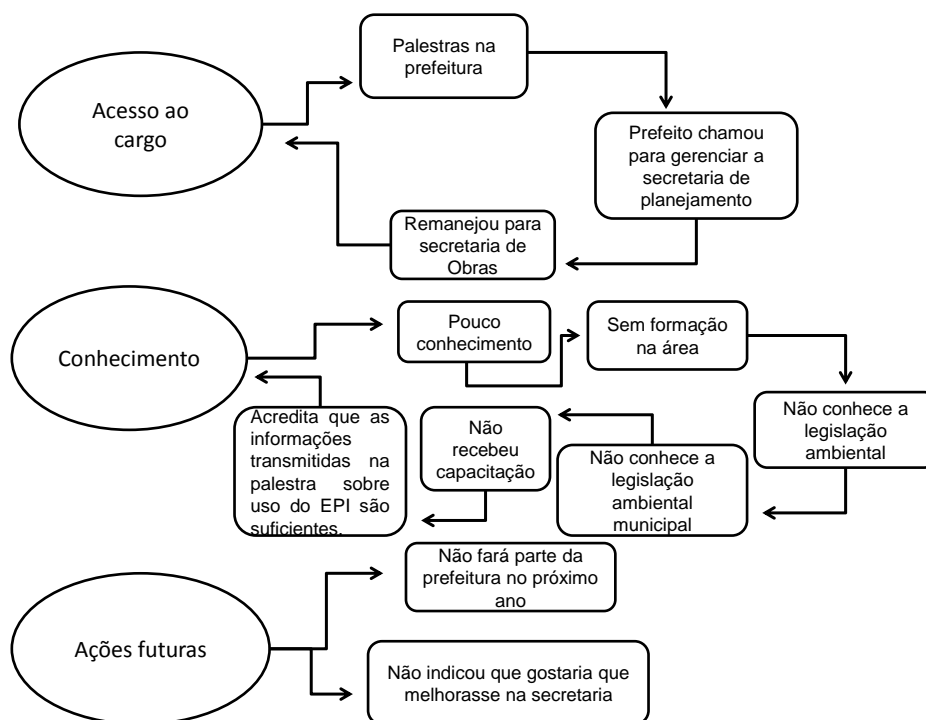 Acesso ao
cargo
Palestras na
prefeitura
Prefeito chamou
para gerenciar a
secretaria de
planejamento
Remanejou para
secretaria de
Obras
Conhecimento
Pouco
conhecimento
Sem formação
na área
Não conhece a
legislação
ambiental
Não conhece a
legislação
ambiental
municipal
Não
recebeu
capacitação
Acredita que as
informações
transmitidas na
palestra sobre
uso do EPI são
suficientes.
Ações futuras
Não fará parte da
prefeitura no próximo
ano
Não indicou que gostaria que
melhorasse na secretaria